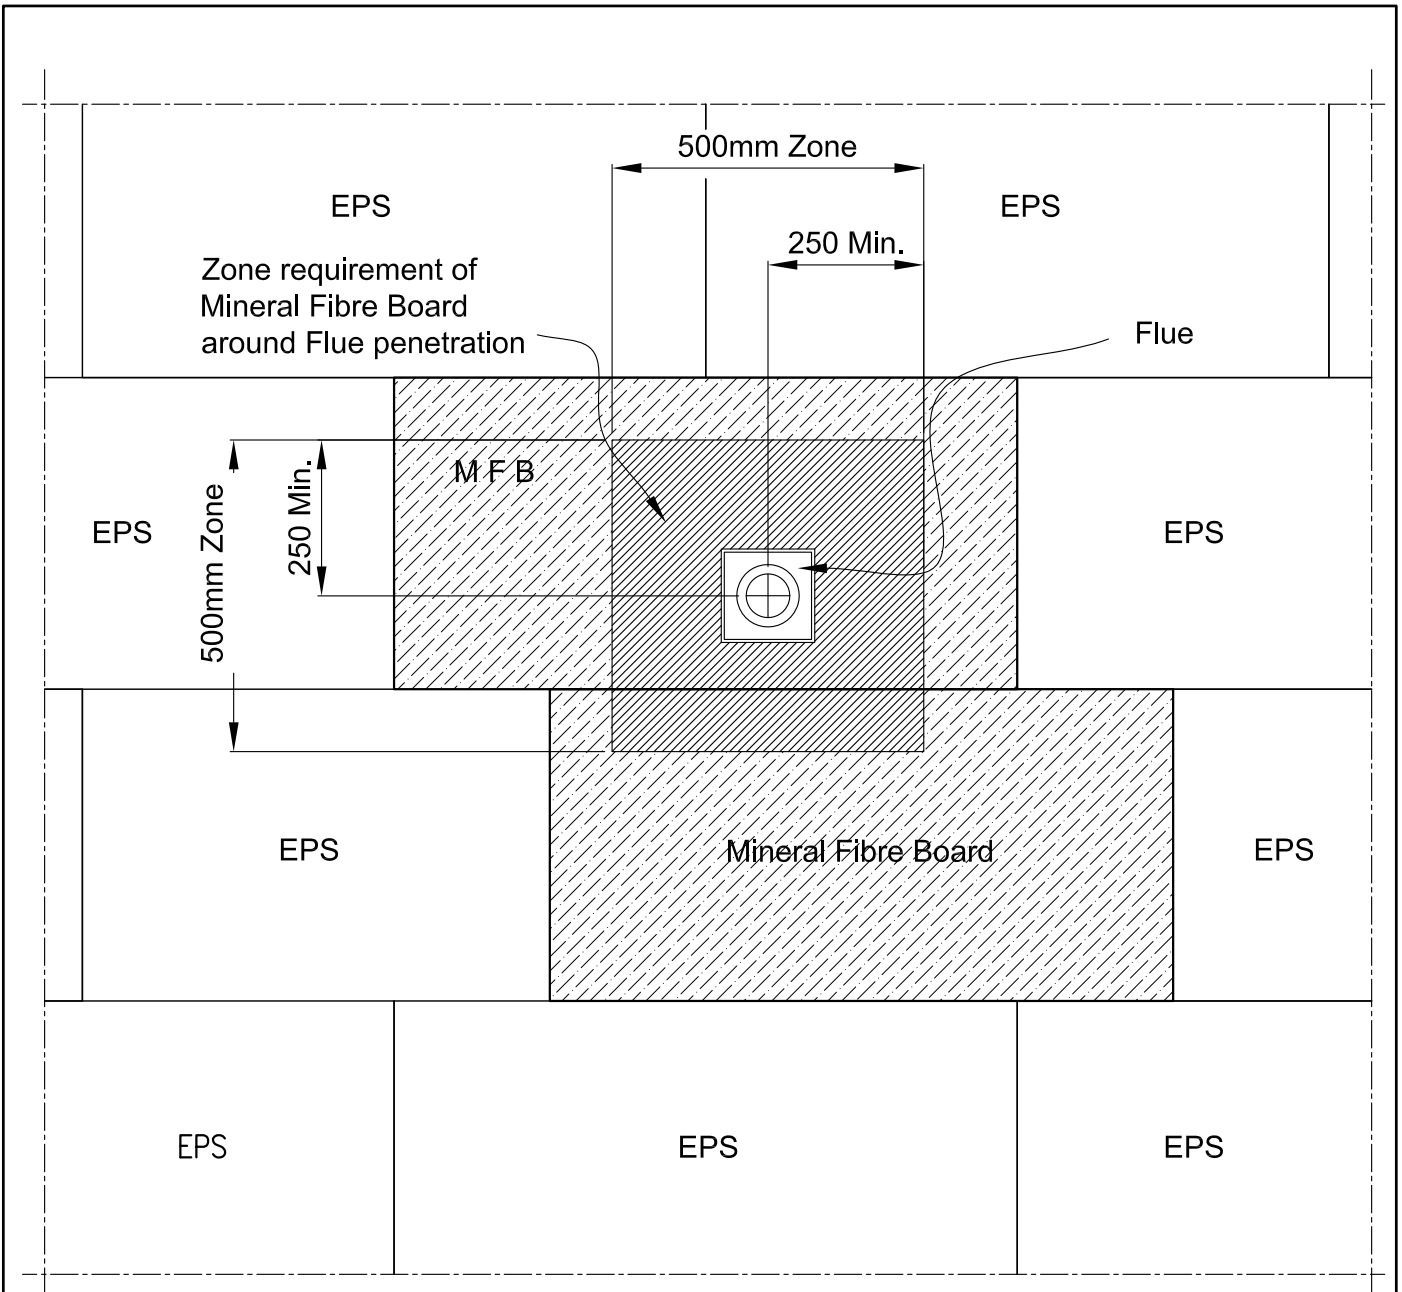 500mm Zone
EPS
EPS
250 Min.
Zone requirement of
Mineral Fibre Board
around Flue penetration
Flue
M F B
EPS
500mm Zone
250 Min.
EPS
EPS
Mineral Fibre Board
EPS
EPS
EPS
EPS